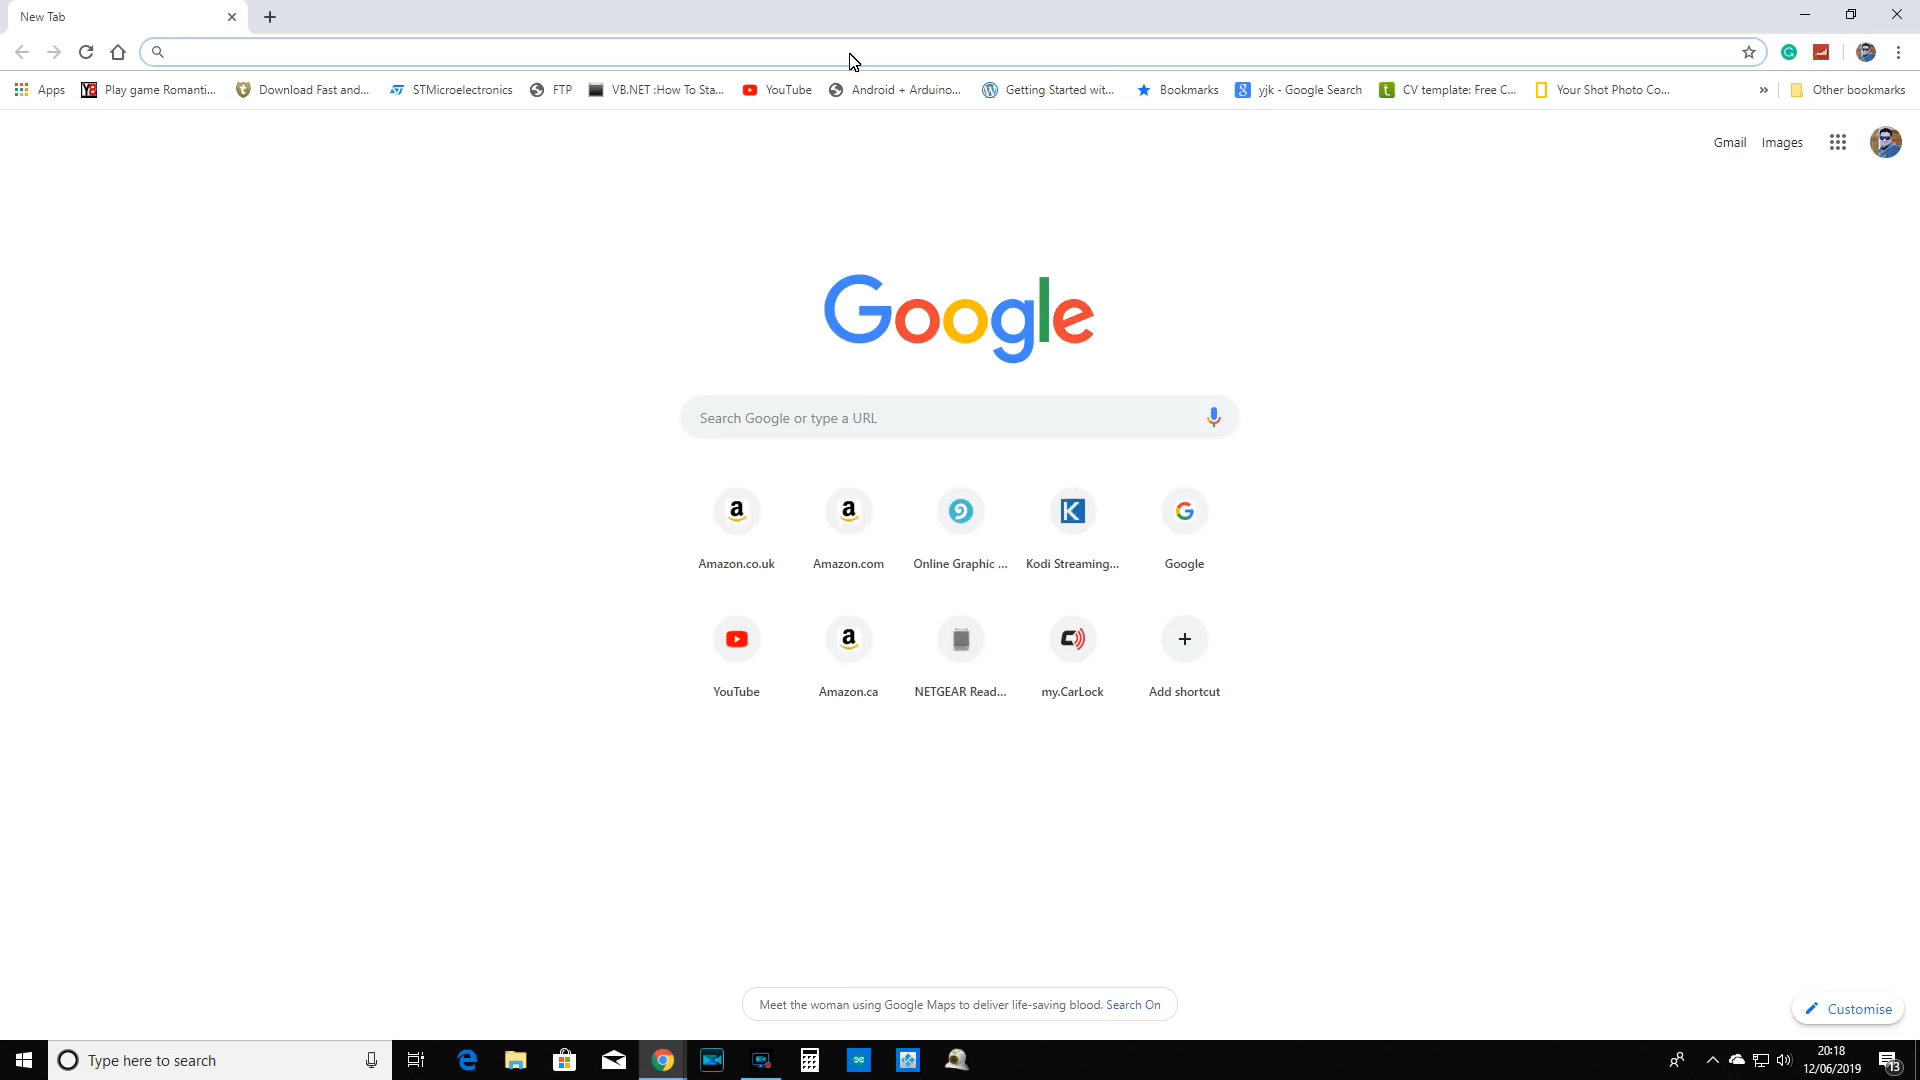 New Tab
Apps
Play game Romanti...
Download Fast and...
STMicroelectronics
FTP
VB.NET :How To Sta...
YouTube
Android + Arduino...
Getting Started wit...
Bookmarks
yjk - Google Search
CV template: Free C...
Your Shot Photo Co...
»
Other bookmarks
Gmail
Images
Google
Search Google or type a URL
Amazon.co.uk
Amazon.com
Online Graphic ...
Kodi Streaming...
Google
YouTube
Amazon.ca
NETGEAR Read...
my.CarLock
Add shortcut
Meet the woman using Google Maps to deliver life-saving blood. Search On
Customise
Type here to search
20:18
12/06/2019
13